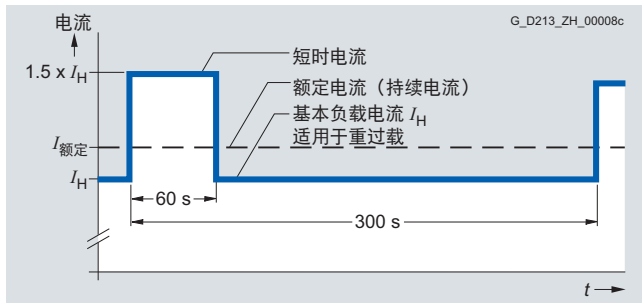 电流
G_D213_ZH_00008c
短时电流
1.5 x I_H
额定电流（持续电流）
基本负载电流 I_H
适用于重过载
I_额定
I_H
60 s
300 s
t